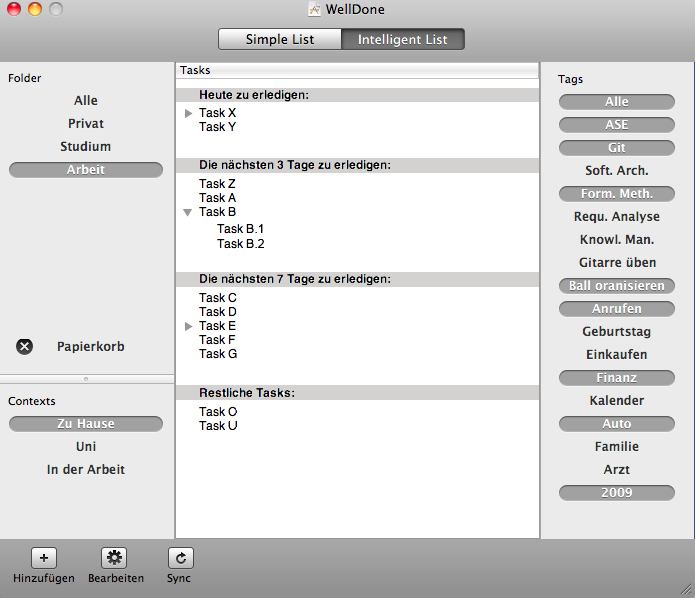 WellDone
Simple List
Intelligent List
Folder
Alle
Privat
Studium
Arbeit
Papierkorb
Contexts
Zu Hause
Uni
In der Arbeit
Tasks
Heute zu erledigen:
Task X
Task Y
Die nächsten 3 Tage zu erledigen:
Task Z
Task A
Task B
Task B.1
Task B.2
Die nächsten 7 Tage zu erledigen:
Task C
Task D
Task E
Task F
Task G
Restliche Tasks:
Task O
Task U
Tags
Alle
ASE
Git
Soft. Arch.
Form. Meth.
Requ. Analyse
Knowl. Man.
Gitarre üben
Ball oranisieren
Anrufen
Geburtstag
Einkaufen
Finanz
Kalender
Auto
Familie
Arzt
2009
Hinzufügen
Bearbeiten
Sync